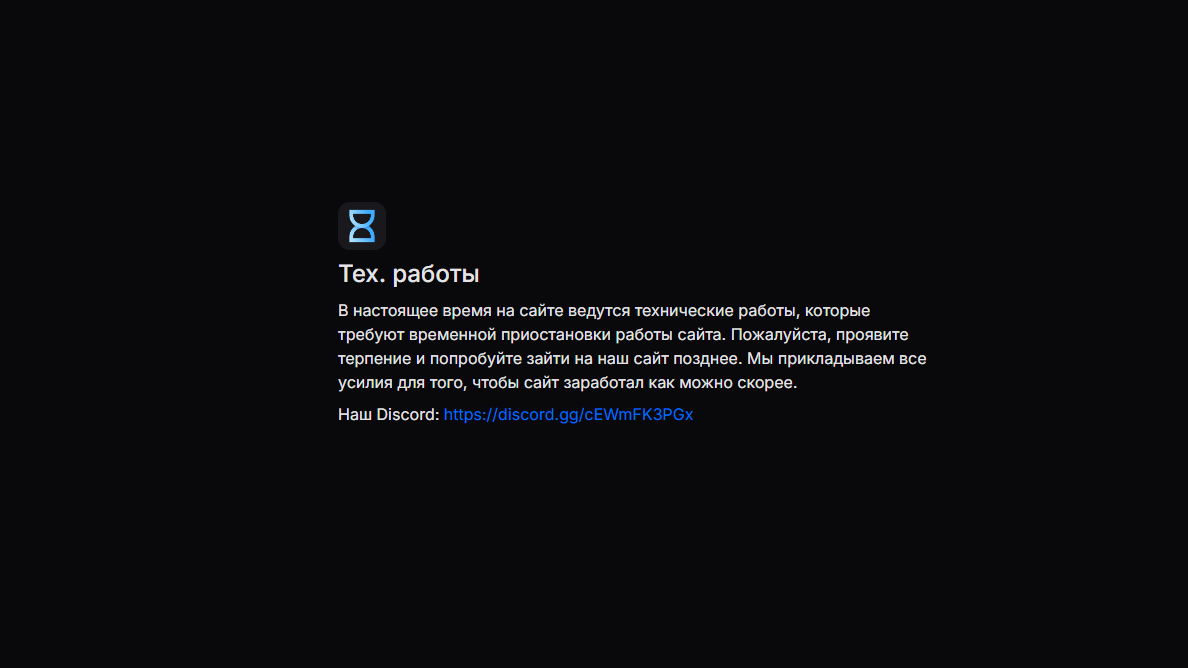 Тех. работы
В настоящее время на сайте ведутся технические работы, которые
требуют временной приостановки работы сайта. Пожалуйста, проявите
терпение и попробуйте зайти на наш сайт позднее. Мы прикладываем все
усилия для того, чтобы сайт заработал как можно скорее.
Наш Discord: https://discord.gg/cEWmFK3PGx